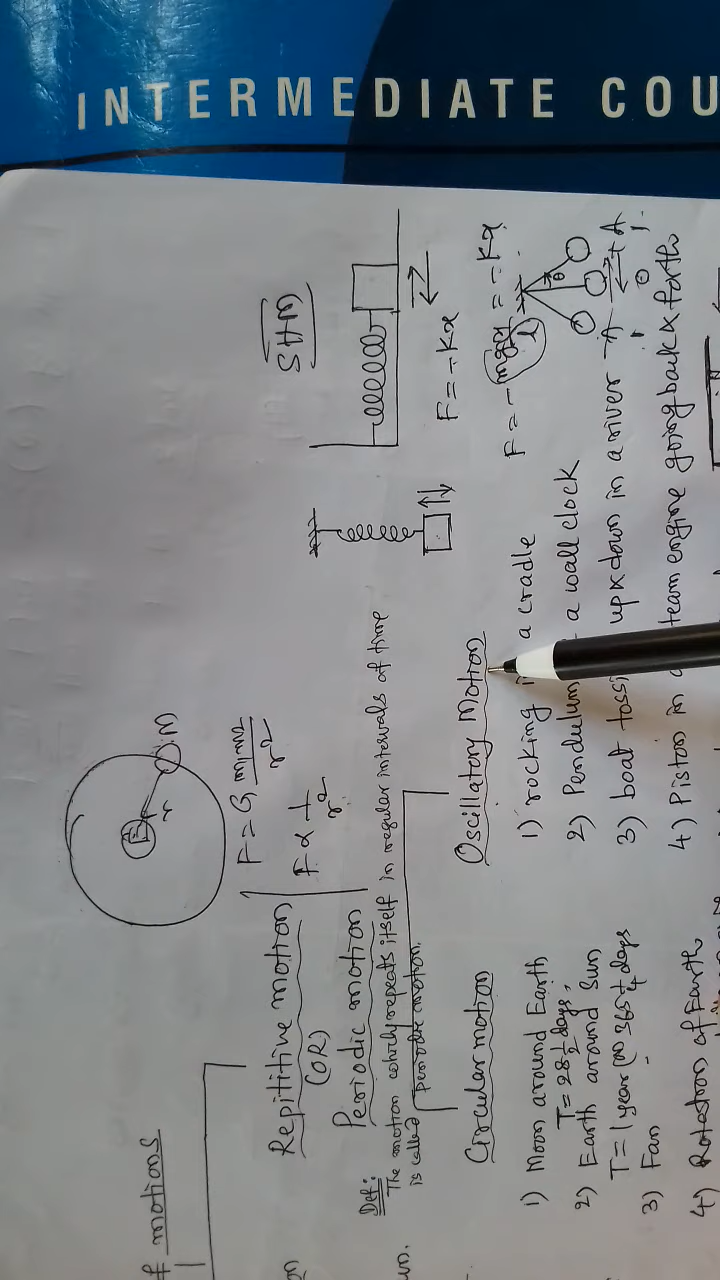 INTERMEDIATE COU
motions
Repititive motion
(OR)
Periodic motion
Def:
The motion which repeats itself in regular intervals of time
is called periodic motion.
M
E
r
F = G m1m2/r2
F ∝ 1/r2
SHM
F = -Kx
F = - mgx/l = -Kx
θ
Circular motion
1) Moon around Earth
T = 28 1/2 days,
2) Earth around Sun
T = 1 year (or) 365 1/4 days
3) Fan
4) Rotation of Earth
Oscillatory Motion
1) rocking a cradle
2) Pendulum a wall clock
3) boat tossi up & down in a river
-A 0 +A
4) Piston in a team engine going back & forth